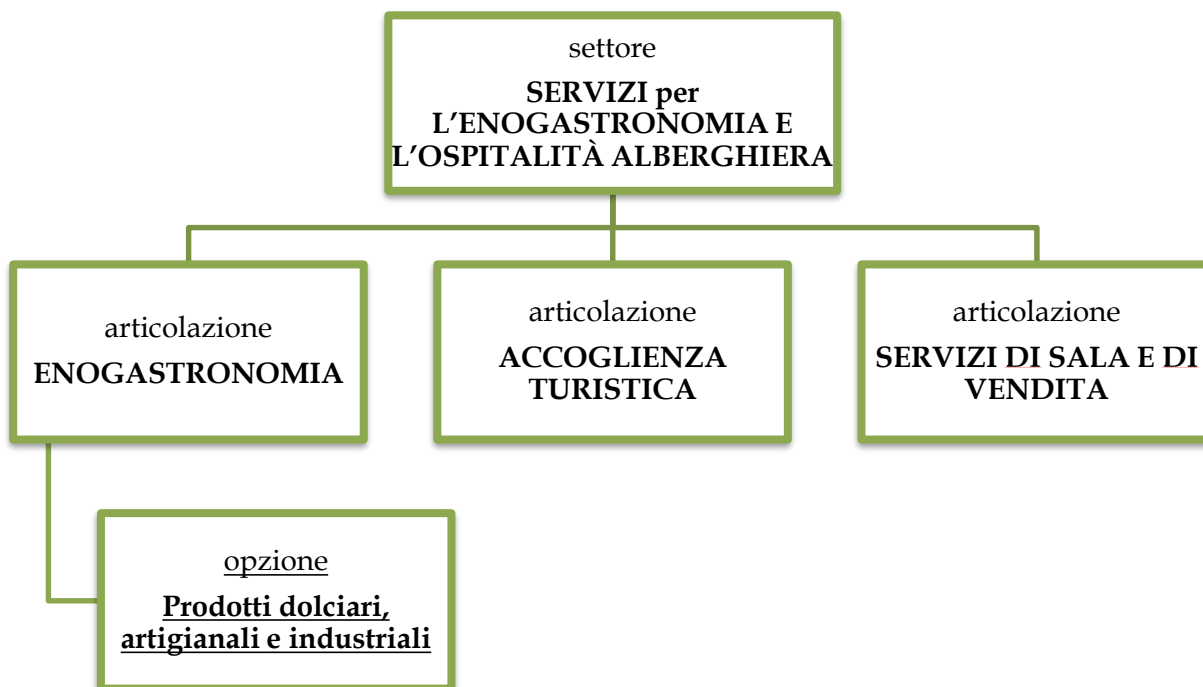 settore
SERVIZI per
L’ENOGASTRONOMIA E
L’OSPITALITÀ ALBERGHIERA
articolazione
ENOGASTRONOMIA
articolazione
ACCOGLIENZA
TURISTICA
articolazione
SERVIZI DI SALA E DI
VENDITA
opzione
Prodotti dolciari,
artigianali e industriali